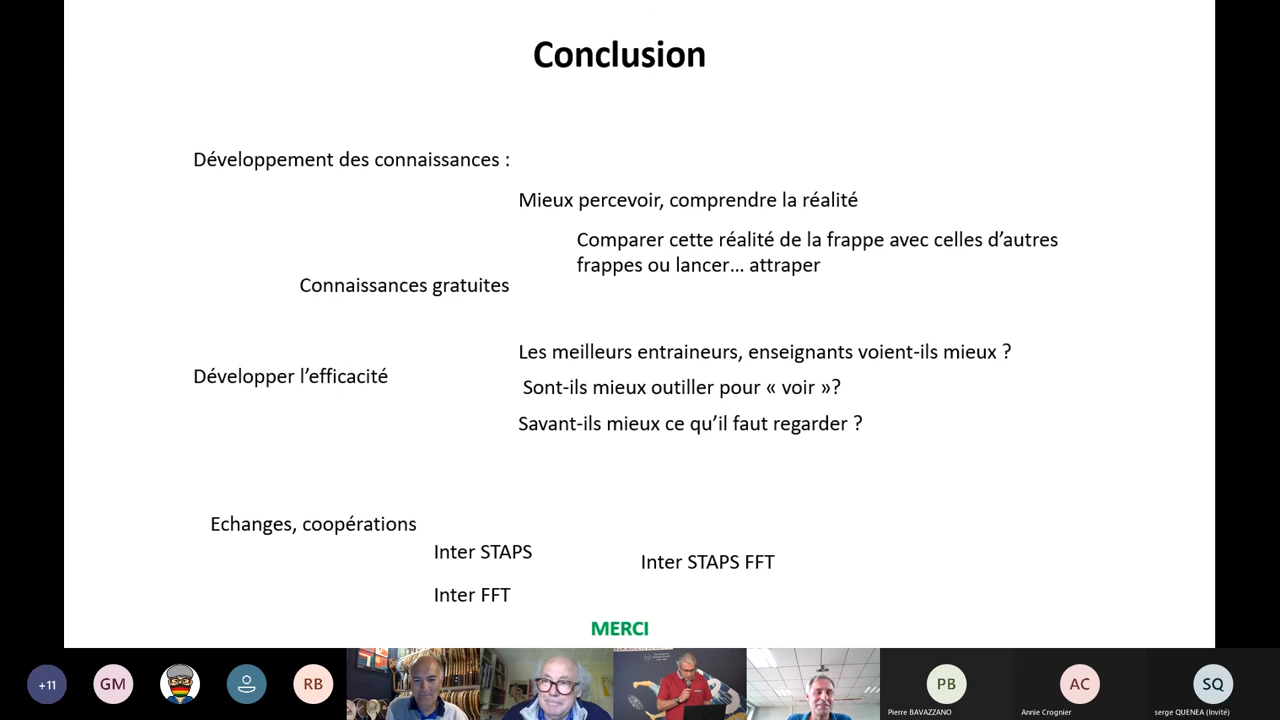 Conclusion
Développement des connaissances :
Mieux percevoir, comprendre la réalité
Comparer cette réalité de la frappe avec celles d’autres
frappes ou lancer… attraper
Connaissances gratuites
Les meilleurs entraineurs, enseignants voient-ils mieux ?
Développer l’efficacité
Sont-ils mieux outiller pour « voir »?
Savant-ils mieux ce qu’il faut regarder ?
Echanges, coopérations
Inter STAPS
Inter STAPS FFT
Inter FFT
MERCI
+11
GM
RB
PB
AC
SQ
Pierre BAVAZZANO
Annie Crognier
serge QUENEA (Invité)